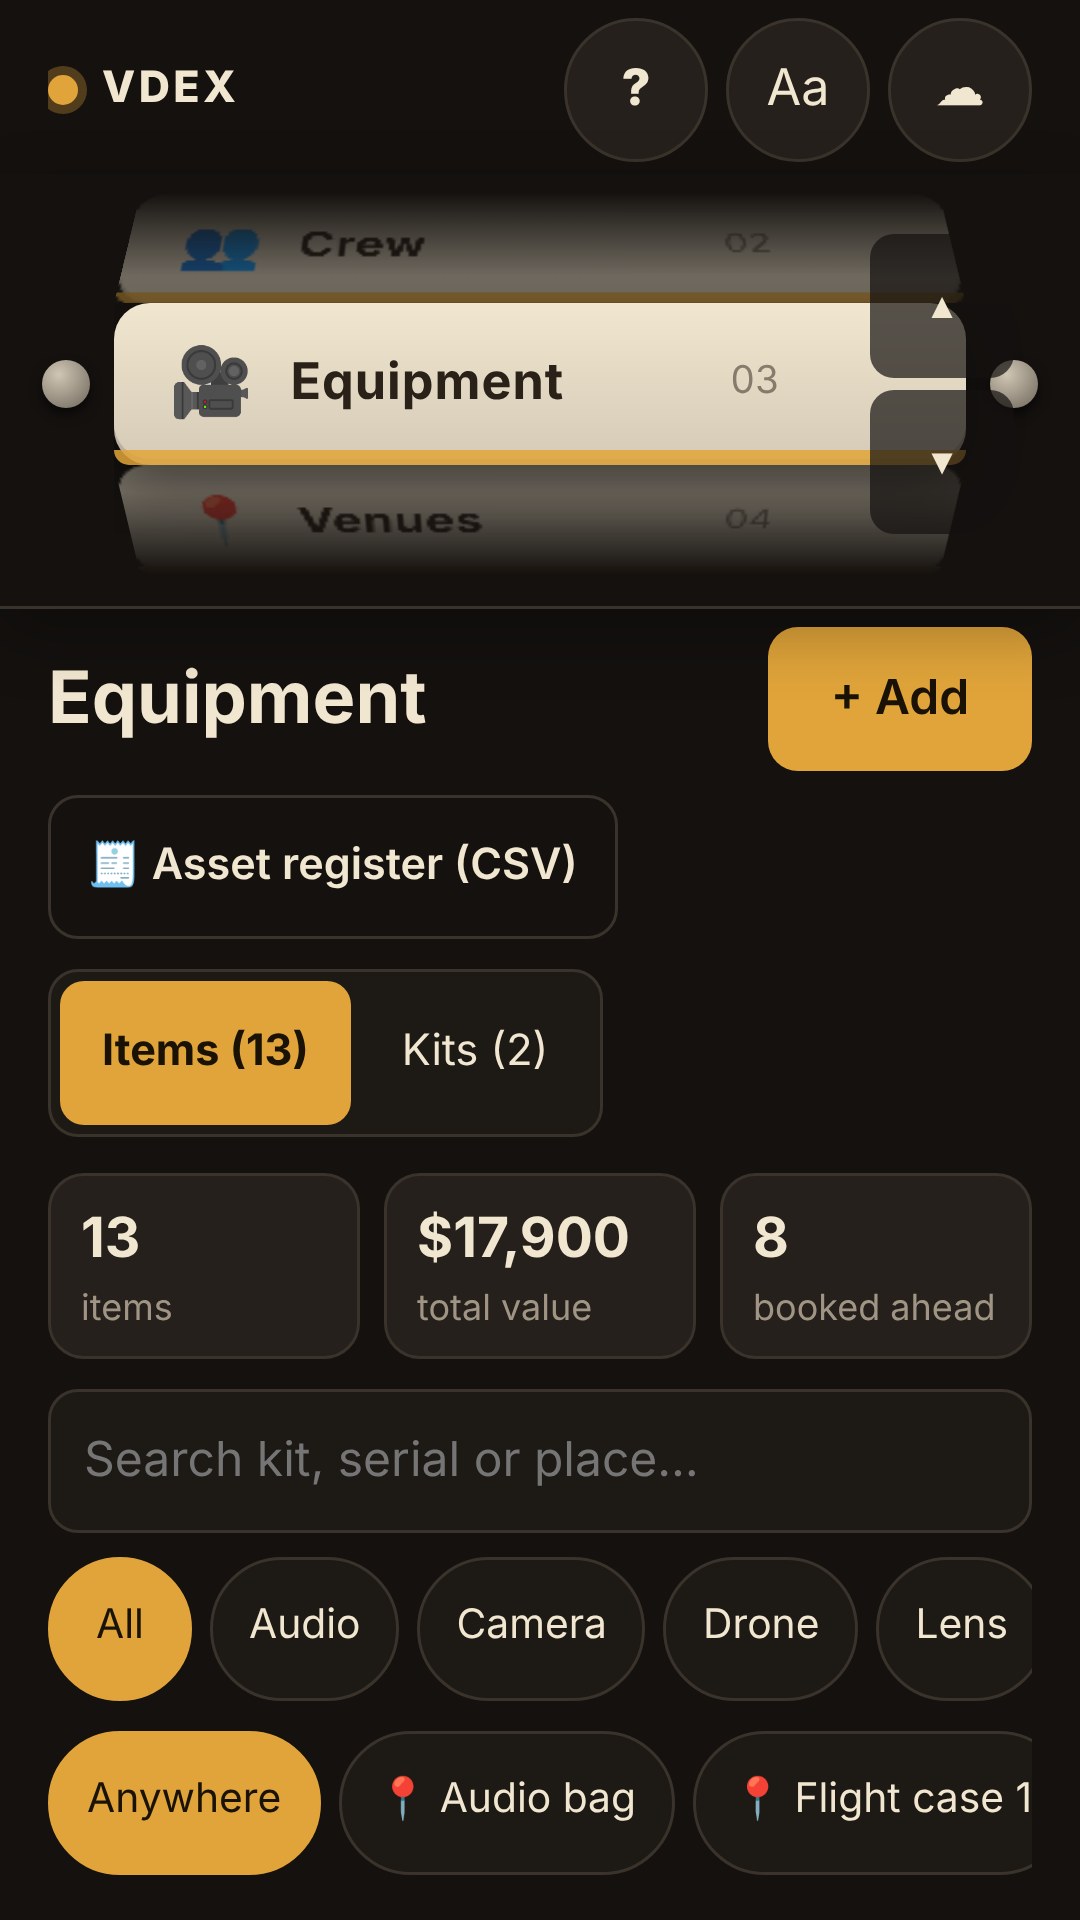 VDEX
?
Aa
Crew 02
Equipment 03
Venues 04
Equipment
+ Add
Asset register (CSV)
Items (13)
Kits (2)
13
items
$17,900
total value
8
booked ahead
Search kit, serial or place...
All
Audio
Camera
Drone
Lens
Anywhere
Audio bag
Flight case 1